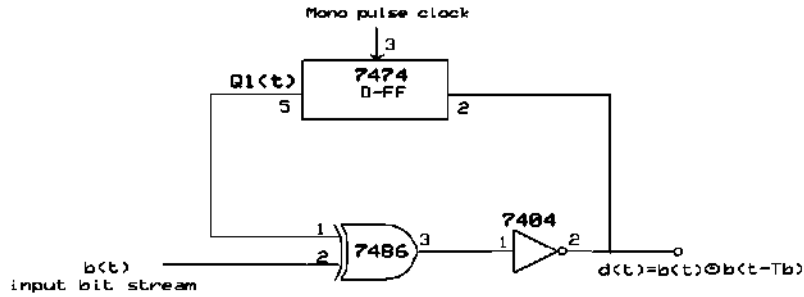 Mono pulse clock
3
Q1(t)
7474
D-FF
5
2
1
2
7486
3
7404
1
2
b(t)
input bit stream
d(t)=b(t)⊙b(t-Tb)